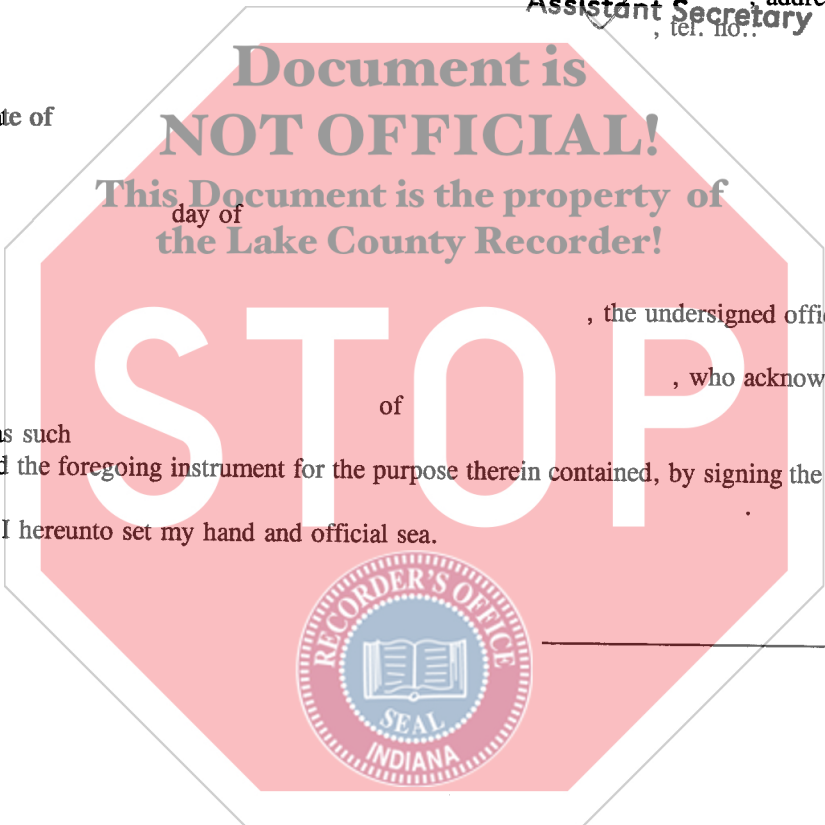 Assistant Secretary
, tel. no.:
Document is
NOT OFFICIAL!
te of
This Document is the property of
day of
the Lake County Recorder!
STOP
, the undersigned offi
, who acknow
of
as such
d the foregoing instrument for the purpose therein contained, by signing the
I hereunto set my hand and official sea.
RECORDER'S OFFICE
SEAL
INDIANA